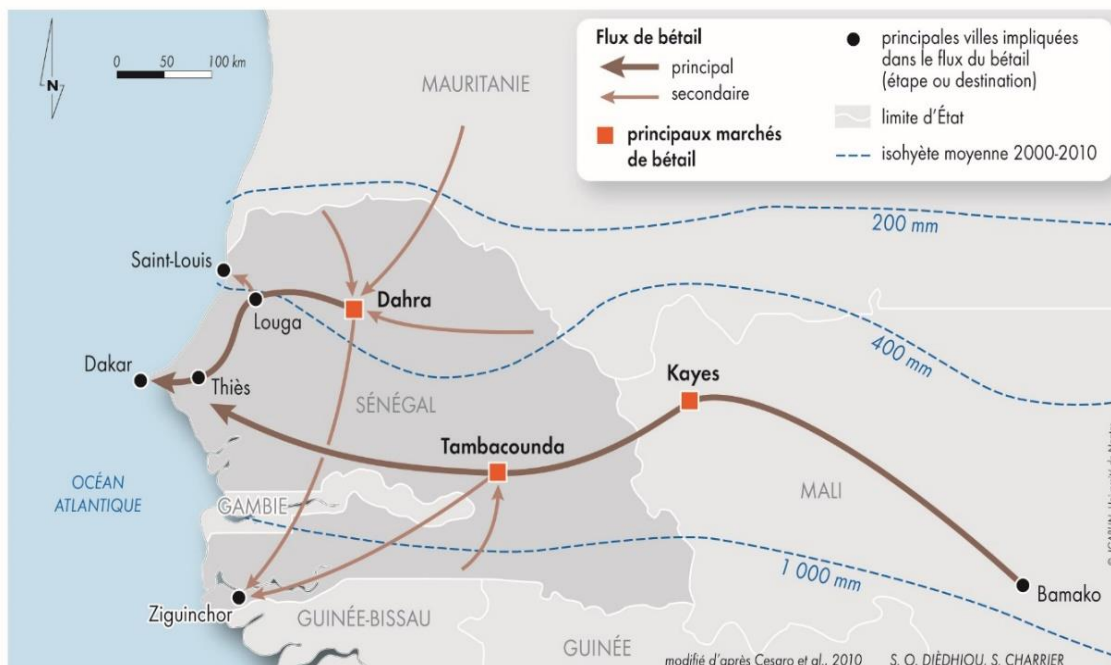 N
0 50 100 km
Flux de bétail
principal
secondaire
principaux marchés
de bétail
principales villes impliquées
dans le flux du bétail
(étape ou destination)
limite d'État
isohyète moyenne 2000-2010
MAURITANIE
200 mm
Saint-Louis
Dahra
Louga
400 mm
Dakar
Thiès
Kayes
SÉNÉGAL
Tambacounda
OCÉAN
ATLANTIQUE
MALI
GAMBIE
1 000 mm
Bamako
Ziguinchor
GUINÉE-BISSAU
GUINÉE
modifié d'après Cesaro et al., 2010 S. O. DIÈDHIOU, S. CHARRIER